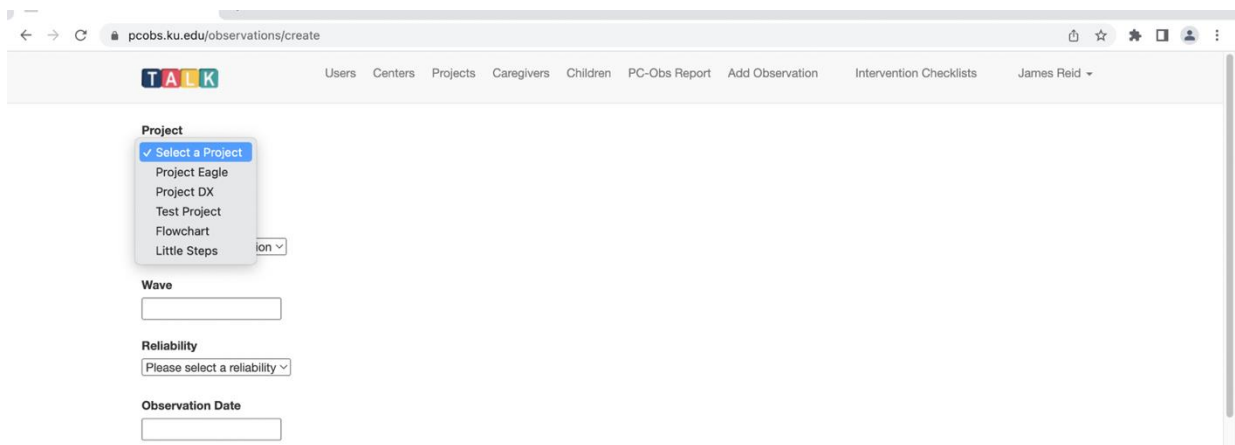 pcobs.ku.edu/observations/create
TALK Users Centers Projects Caregivers Children PC-Obs Report Add Observation Intervention Checklists James Reid
Project
✓ Select a Project
Project Eagle
Project DX
Test Project
Flowchart
Little Steps
ion
Wave
Reliability
Please select a reliability
Observation Date